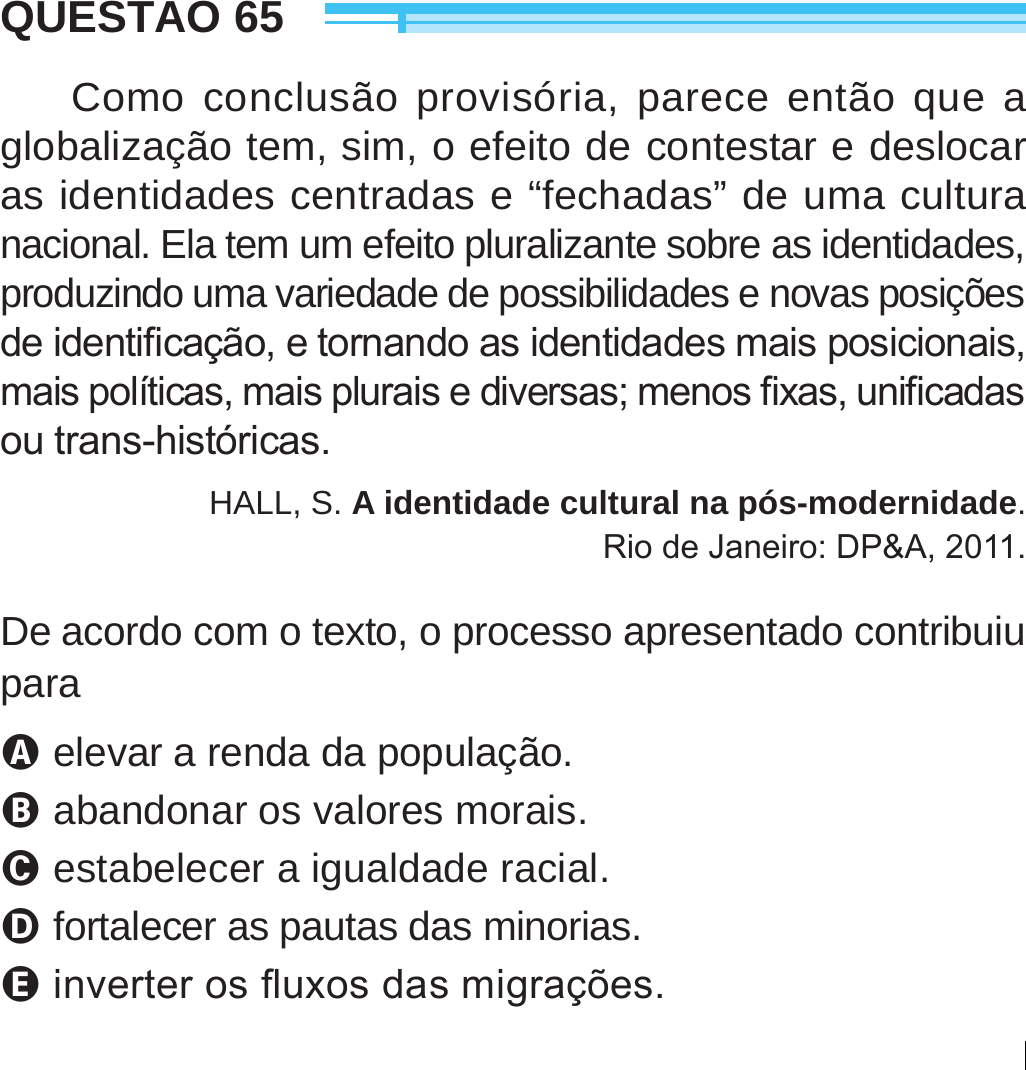 QUESTÃO 65
Como conclusão provisória, parece então que a
globalização tem, sim, o efeito de contestar e deslocar
as identidades centradas e “fechadas” de uma cultura
nacional. Ela tem um efeito pluralizante sobre as identidades,
produzindo uma variedade de possibilidades e novas posições
de identificação, e tornando as identidades mais posicionais,
mais políticas, mais plurais e diversas; menos fixas, unificadas
ou trans-históricas.
HALL, S. A identidade cultural na pós-modernidade.
Rio de Janeiro: DP&A, 2011.
De acordo com o texto, o processo apresentado contribuiu
para
A elevar a renda da população.
B abandonar os valores morais.
C estabelecer a igualdade racial.
D fortalecer as pautas das minorias.
E inverter os fluxos das migrações.